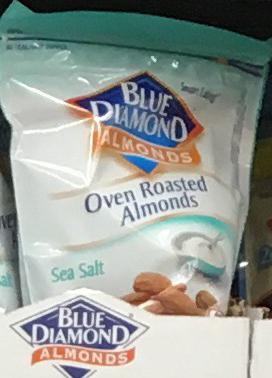 BLUE
DIAMOND
ALMONDS
Oven Roasted
Almonds
Sea Salt
BLUE
DIAMOND
ALMONDS